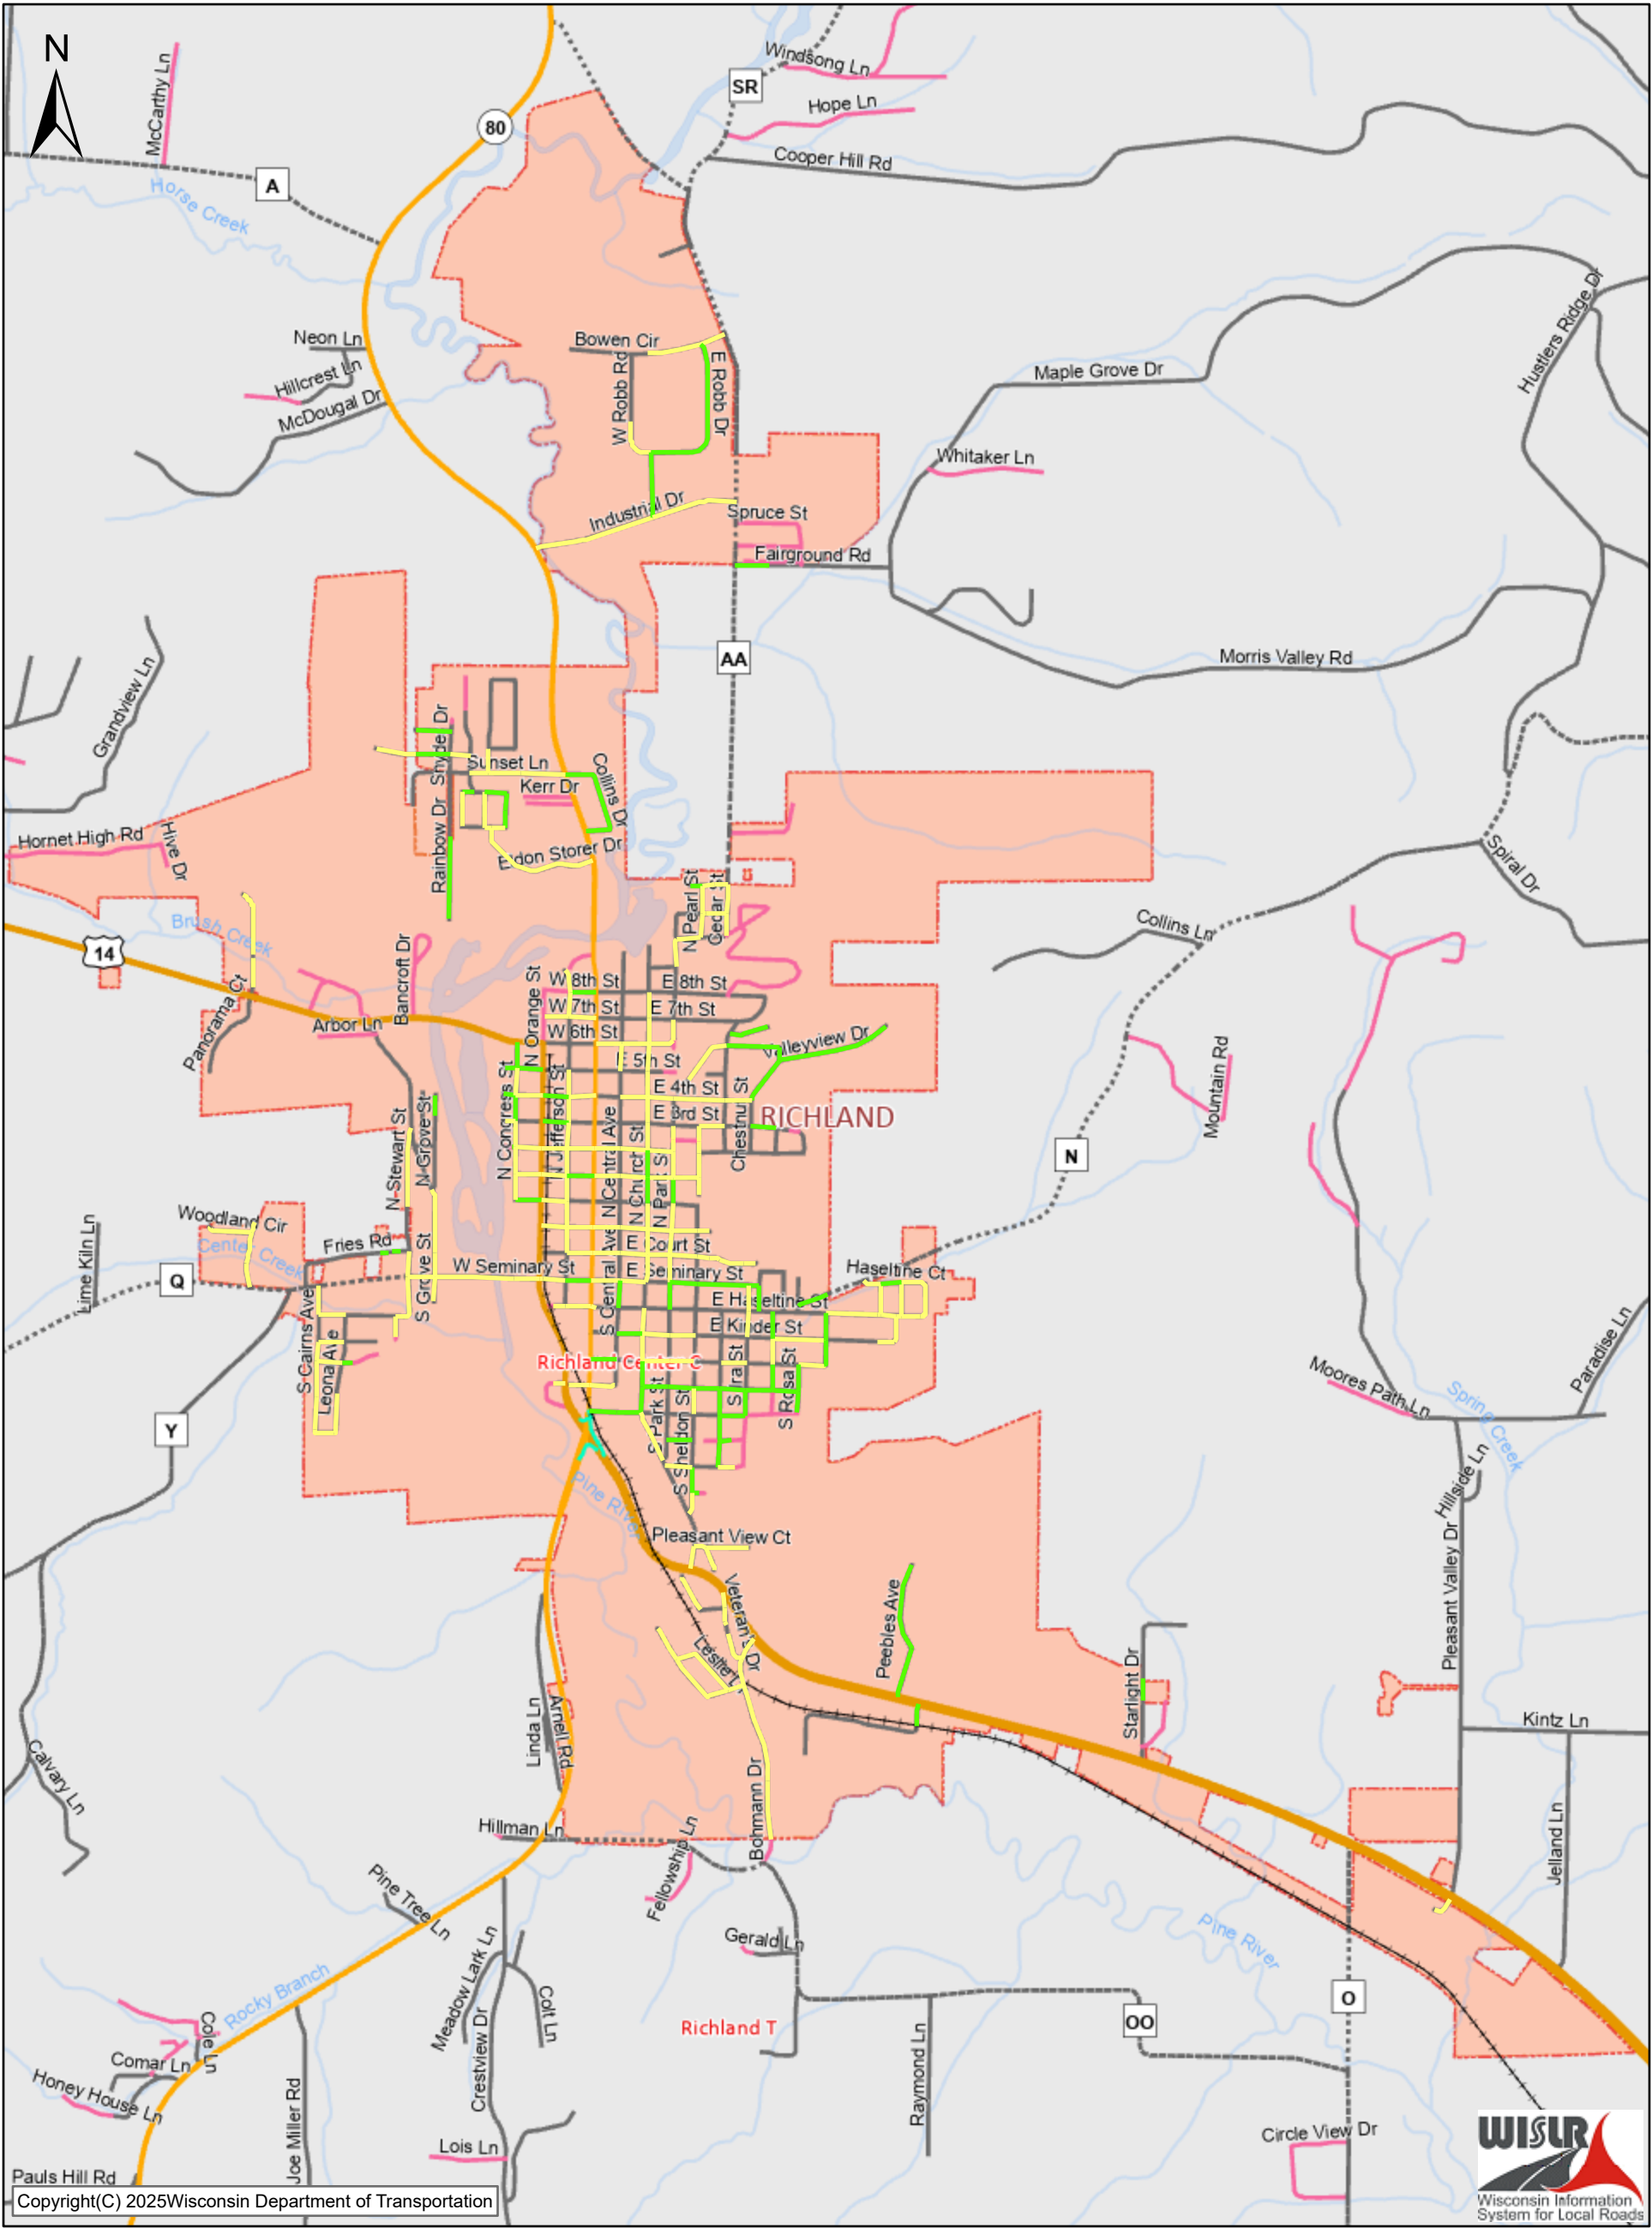 N
McCarthy Ln
80
SR
Windsong Ln
Hope Ln
Cooper Hill Rd
A
Horse Creek
Neon Ln
Hillcrest Ln
McDougal Dr
Bowen Cir
W Robb Rd
E Robb Dr
Maple Grove Dr
Hustlers Ridge Dr
Whitaker Ln
Industrial Dr
Spruce St
Fairground Rd
AA
Morris Valley Rd
Grandview Ln
Snyder Dr
Sunset Ln
Kerr Dr
Collins Dr
Rainbow Dr
Eldon Storer Dr
Hornet High Rd
Hive Dr
Spiral Dr
N Pearl St
Cedar St
Brush Creek
14
Collins Ln
Bancroft Dr
Panorama Ct
Arbor Ln
N Orange St
W 8th St
E 8th St
W 7th St
E 7th St
W 6th St
E 5th St
Valleyview Dr
E 4th St
E 3rd St
RICHLAND
Mountain Rd
N Congress St
N Jefferson St
N Central Ave
N Church St
N Park St
Chestnut St
N Stewart St
N Grove St
N
Woodland Cir
Center Creek
Fries Rd
Lime Kiln Ln
Q
W Seminary St
E Court St
E Seminary St
Haseltine Ct
S Grove St
S Central Ave
E Haseltine St
E Kinder St
S Cairns Ave
Leona Ave
Richland Center C
S Ira St
S Rosa St
S Park St
S Sheldon St
Moores Path Ln
Paradise Ln
Spring Creek
Y
Hillside Ln
Pine River
Pleasant View Ct
Pleasant Valley Dr
Veterans Dr
Peebles Ave
Starlight Dr
Linda Ln
Arnell Rd
Kintz Ln
Calvary Ln
Bohmann Dr
Hillman Ln
Fellowship Ln
Jelland Ln
Pine Tree Ln
Gerald Ln
Pine River
Meadow Lark Ln
Colt Ln
Rocky Branch
O
OO
Richland T
Cole Ln
Comar Ln
Honey House Ln
Crestview Dr
Joe Miller Rd
Raymond Ln
Lois Ln
Circle View Dr
Pauls Hill Rd
Copyright(C) 2025Wisconsin Department of Transportation
WISLR
Wisconsin Information
System for Local Roads